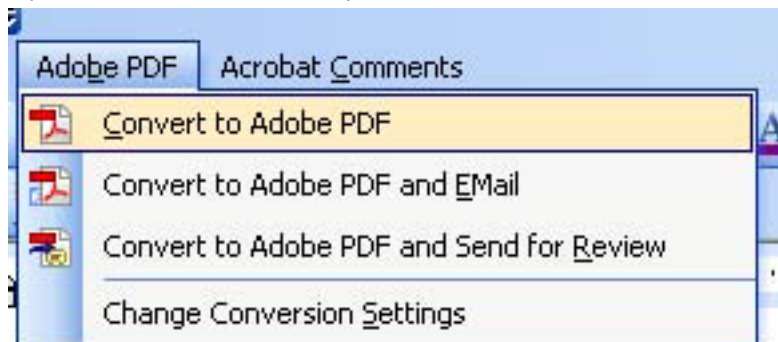 Adobe PDF Acrobat Comments
Convert to Adobe PDF
A
Convert to Adobe PDF and EMail
Convert to Adobe PDF and Send for Review
Change Conversion Settings